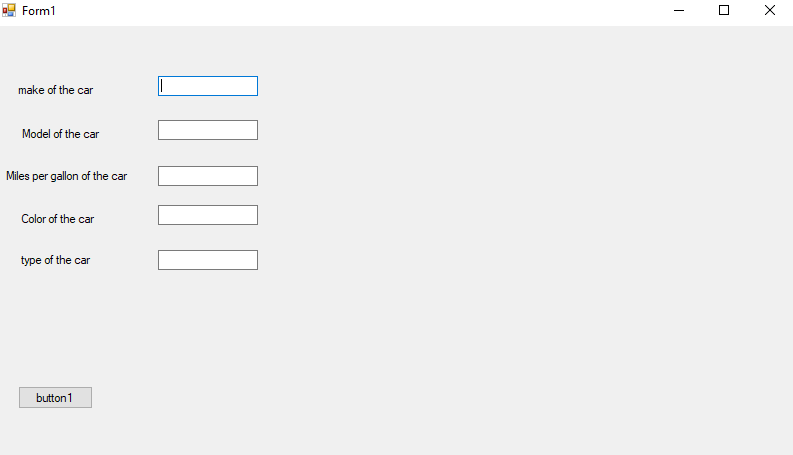 Form1
make of the car
Model of the car
Miles per gallon of the car
Color of the car
type of the car
button1